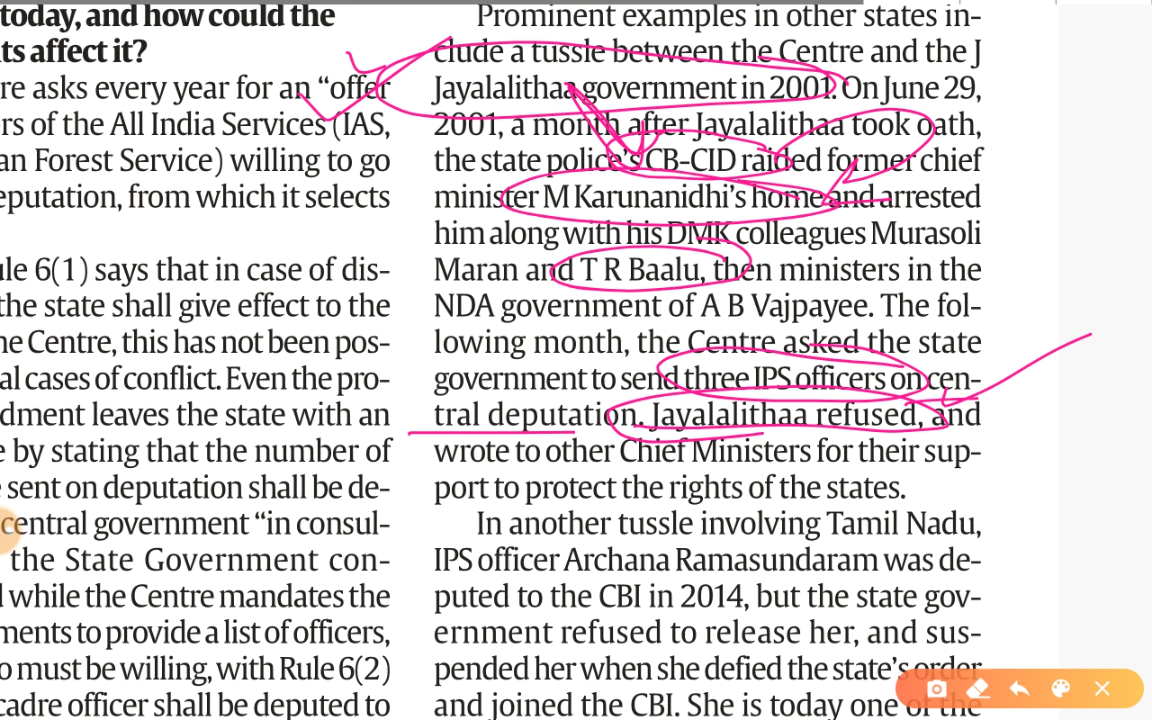 today, and how could the
ts affect it?
re asks every year for an “offer
rs of the All India Services (IAS,
an Forest Service) willing to go
eputation, from which it selects
le 6(1) says that in case of dis-
the state shall give effect to the
e Centre, this has not been pos-
al cases of conflict. Even the pro-
dment leaves the state with an
e by stating that the number of
sent on deputation shall be de-
central government “in consul-
the State Government con-
while the Centre mandates the
ments to provide a list of officers,
o must be willing, with Rule 6(2)
cadre officer shall be deputed to
Prominent examples in other states in-
clude a tussle between the Centre and the J
Jayalalithaa government in 2001. On June 29,
2001, a month after Jayalalithaa took oath,
the state police’s CB-CID raided former chief
minister M Karunanidhi’s home and arrested
him along with his DMK colleagues Murasoli
Maran and T R Baalu, then ministers in the
NDA government of A B Vajpayee. The fol-
lowing month, the Centre asked the state
government to send three IPS officers on cen-
tral deputation. Jayalalithaa refused, and
wrote to other Chief Ministers for their sup-
port to protect the rights of the states.
In another tussle involving Tamil Nadu,
IPS officer Archana Ramasundaram was de-
puted to the CBI in 2014, but the state gov-
ernment refused to release her, and sus-
pended her when she defied the state’s order
and joined the CBI. She is today one of the